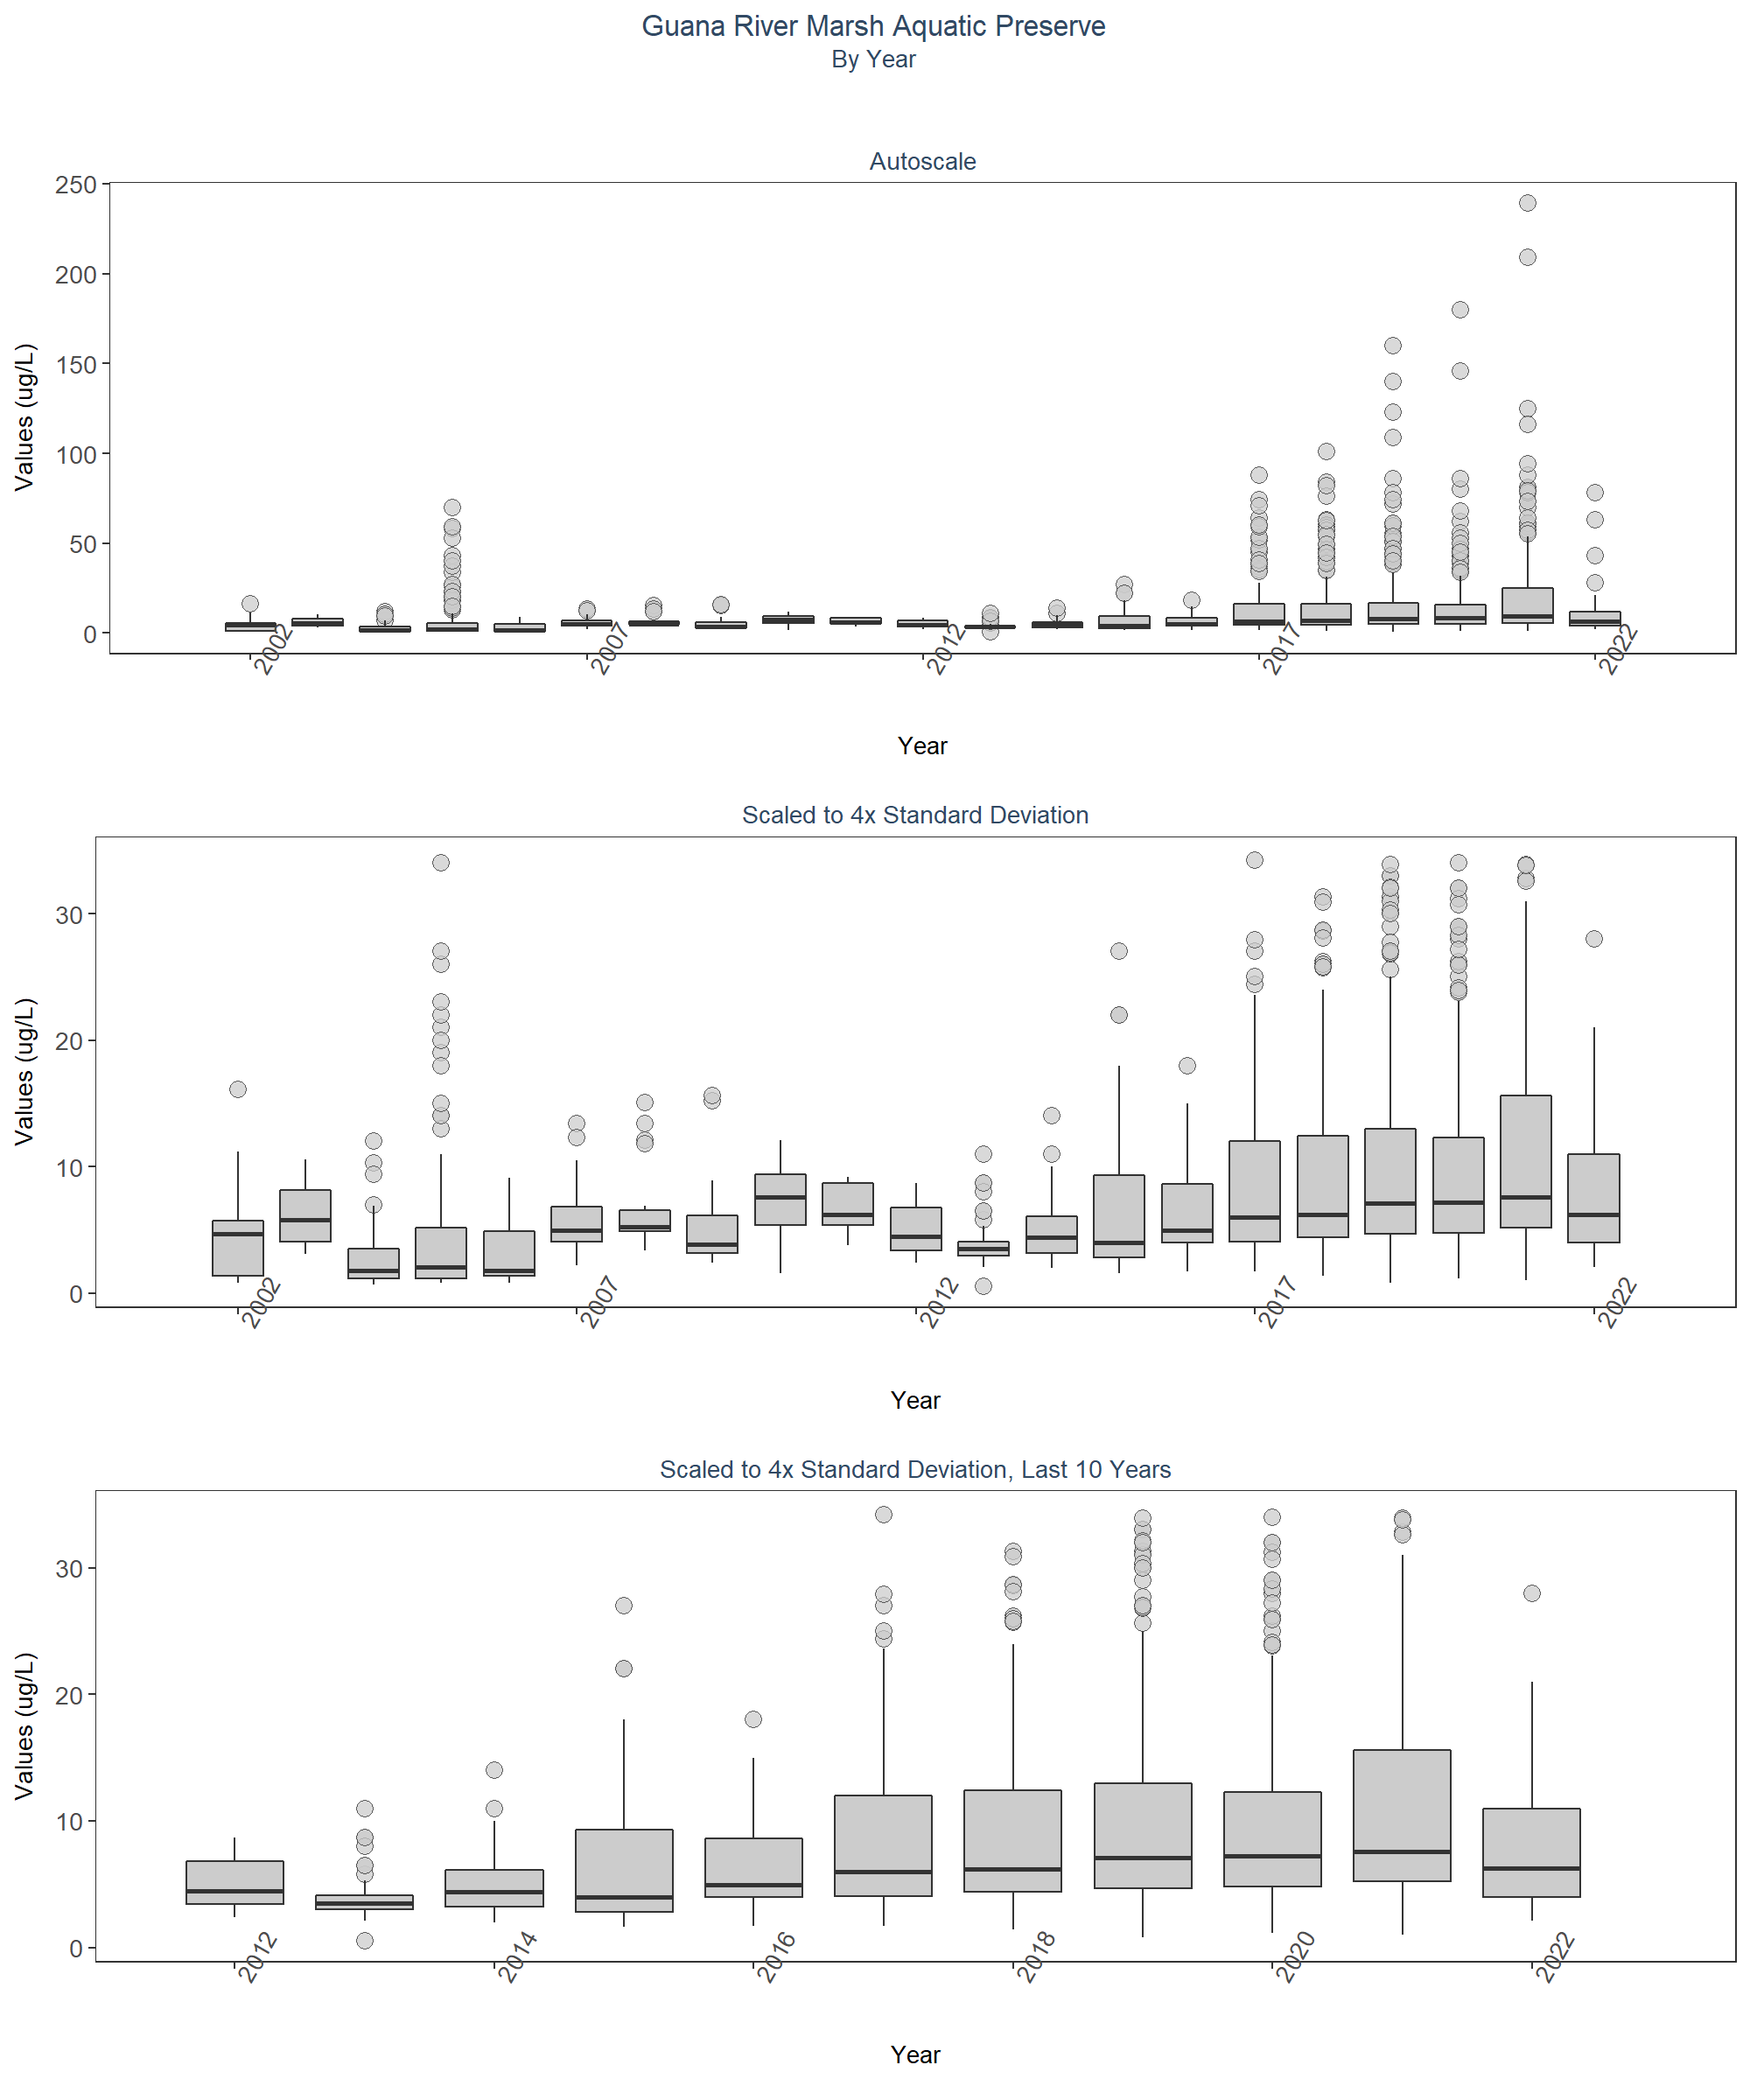 Guana River Marsh Aquatic Preserve
By Year
Autoscale
250
200
150
100
50
0
Values (ug/L)
2002
2007
2012
2017
2022
Year
Scaled to 4x Standard Deviation
30
20
10
0
Values (ug/L)
2002
2007
2012
2017
2022
Year
Scaled to 4x Standard Deviation, Last 10 Years
30
20
10
0
Values (ug/L)
2012
2014
2016
2018
2020
2022
Year